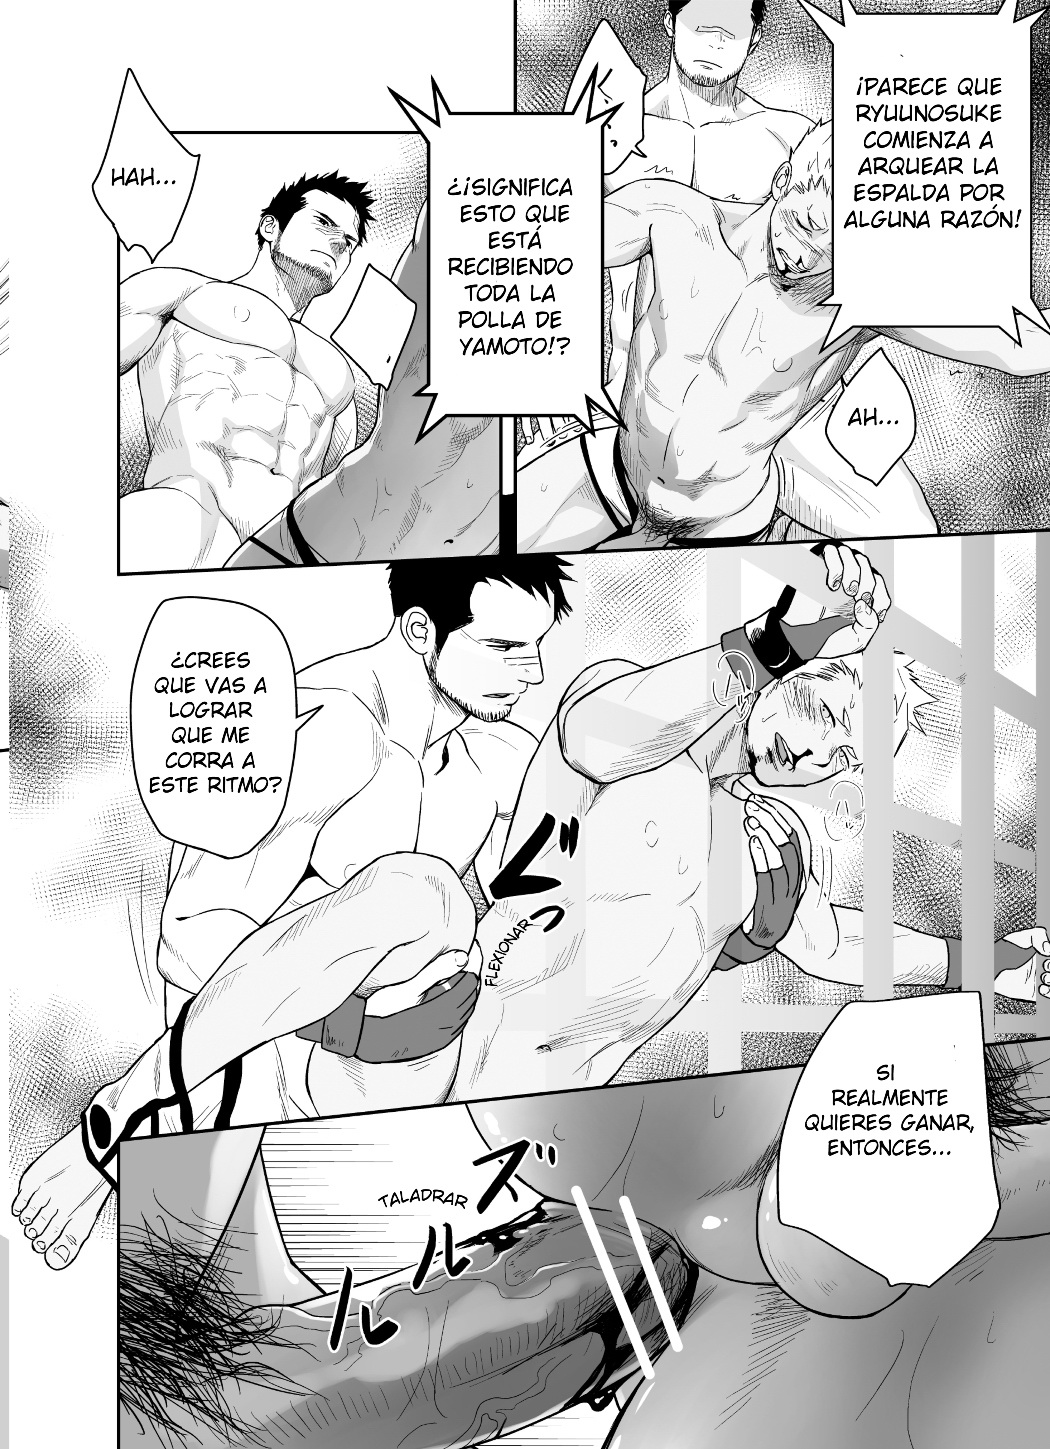 ¡PARECE QUE
RYUUNOSUKE
COMIENZA A
ARQUEAR LA
ESPALDA POR
ALGUNA RAZÓN!
¿¡SIGNIFICA
ESTO QUE
ESTÁ
RECIBIENDO
TODA LA
POLLA DE
YAMOTO!?
HAH...
AH...
¿CREES
QUE VAS A
LOGRAR
QUE ME
CORRA A
ESTE RITMO?
FLEXIONAR
SI
REALMENTE
QUIERES GANAR,
ENTONCES...
TALADRAR
ズ
ル
ル